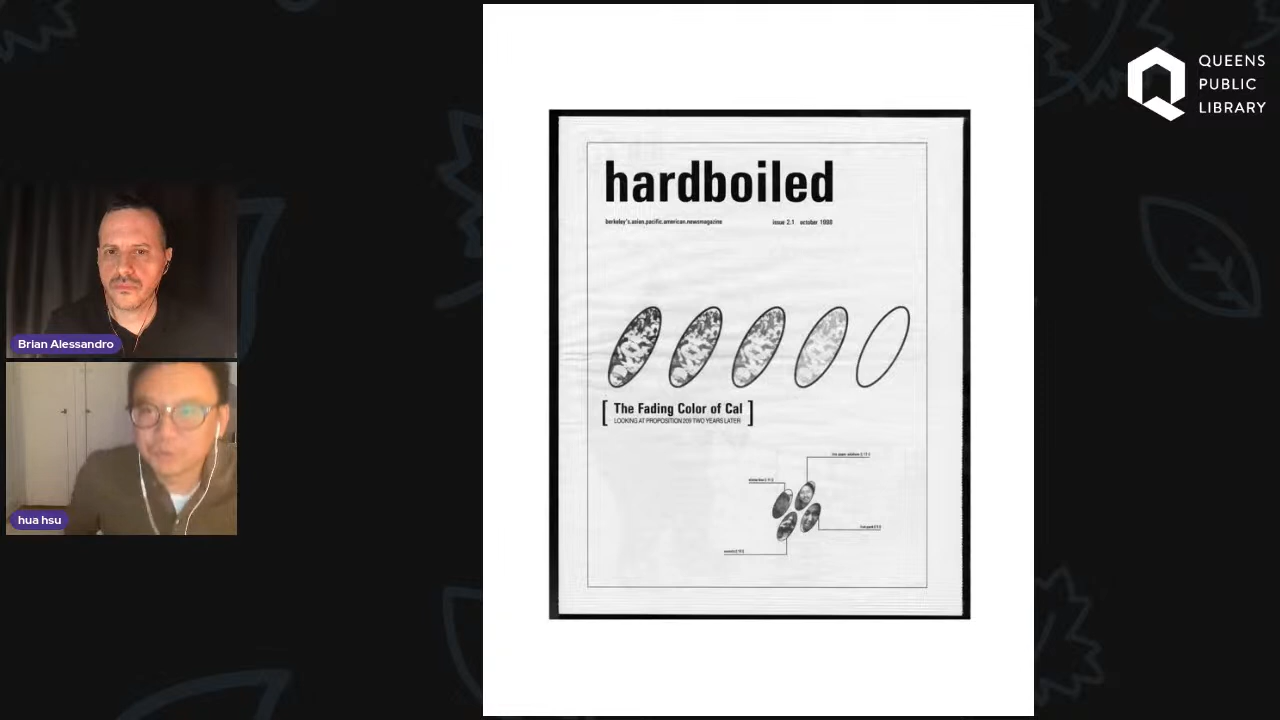 hardboiled
berkeley's.asian.pacific.american.newsmagazine
issue 2.1 october 1998
[ The Fading Color of Cal ]
LOOKING AT PROPOSITION 209 TWO YEARS LATER
Brian Alessandro
hua hsu
QUEENS
PUBLIC
LIBRARY